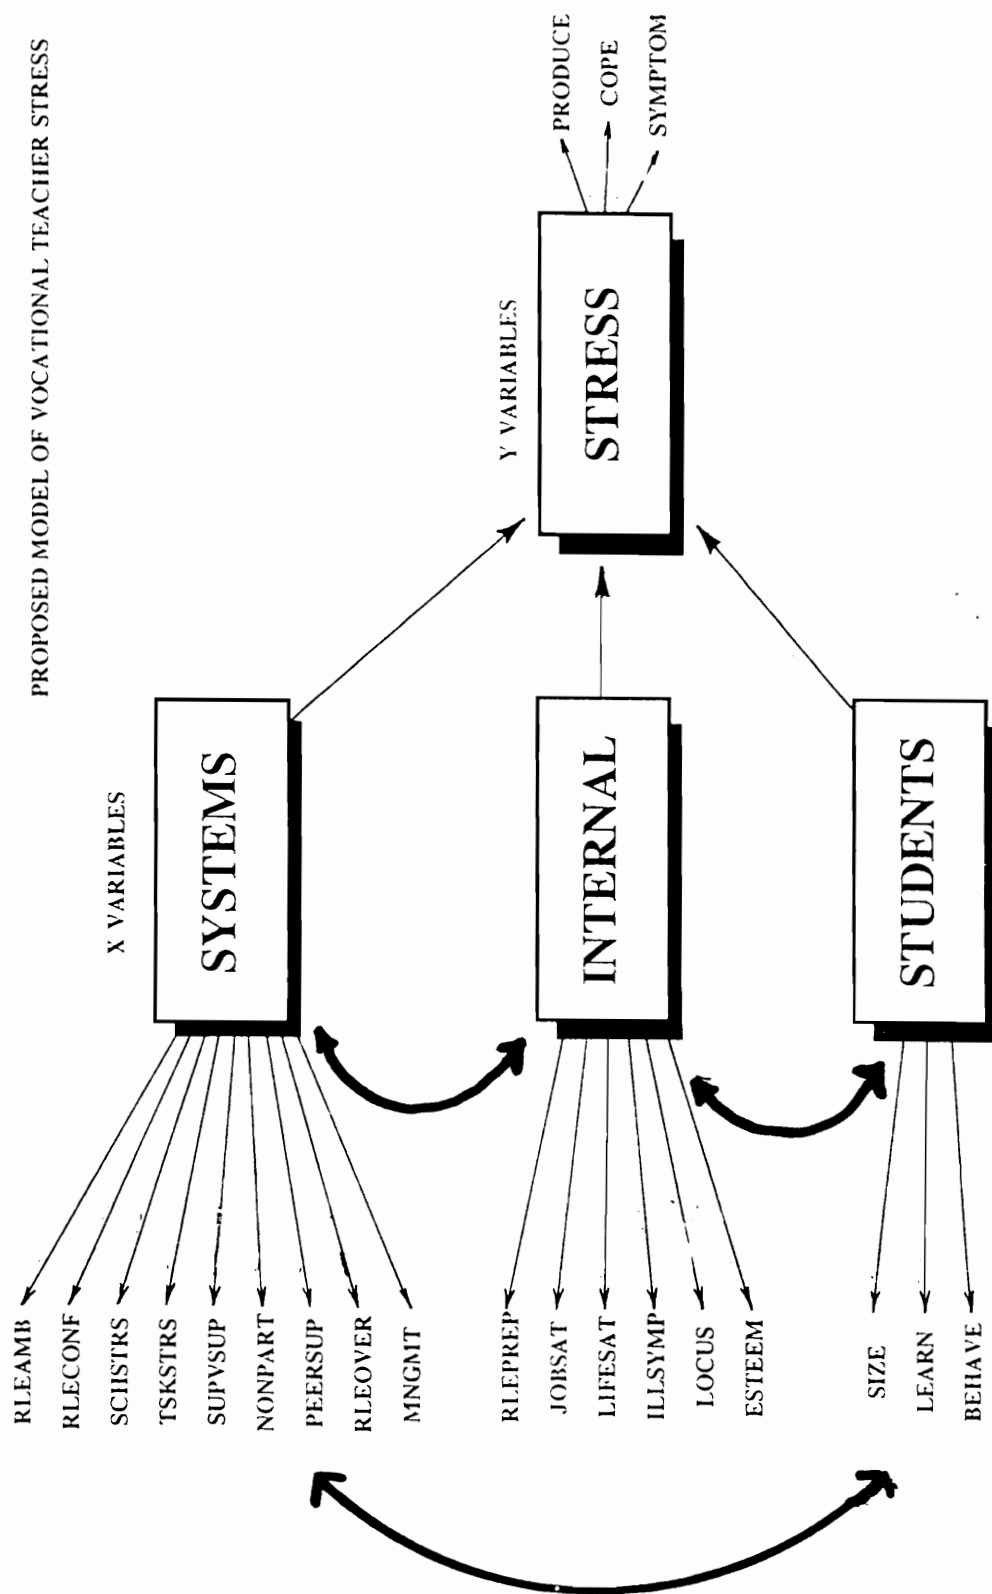 PROPOSED MODEL OF VOCATIONAL TEACHER STRESS
X VARIABLES
Y VARIABLES
RLEAMB
RLECONF
SCHSTRS
TSKSTRS
SUPVSUP
NONPART
PEERSUP
RLEOVER
MNGMT
SYSTEMS
RLEPREP
JOBSAT
LIFESAT
ILLSYMP
LOCUS
ESTEEM
INTERNAL
SIZE
LEARN
BEHAVE
STUDENTS
STRESS
PRODUCE
COPE
SYMPTOM